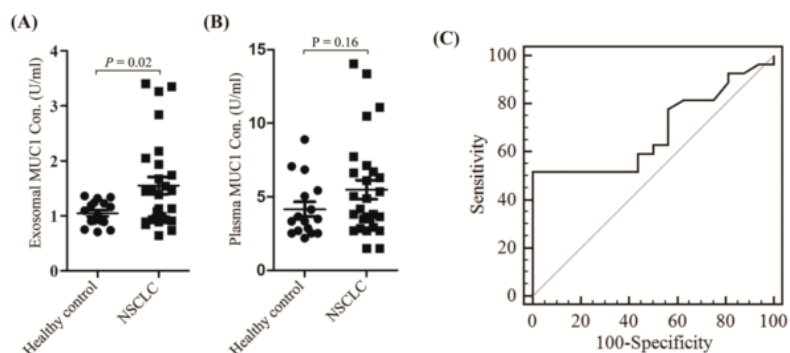 (A)
P = 0.02
Exosomal MUC1 Con. (U/ml)
4
3
2
1
0
Healthy control
NSCLC
(B)
P = 0.16
Plasma MUC1 Con. (U/ml)
15
10
5
0
Healthy control
NSCLC
(C)
Sensitivity
100
80
60
40
20
0
0 20 40 60 80 100
100-Specificity